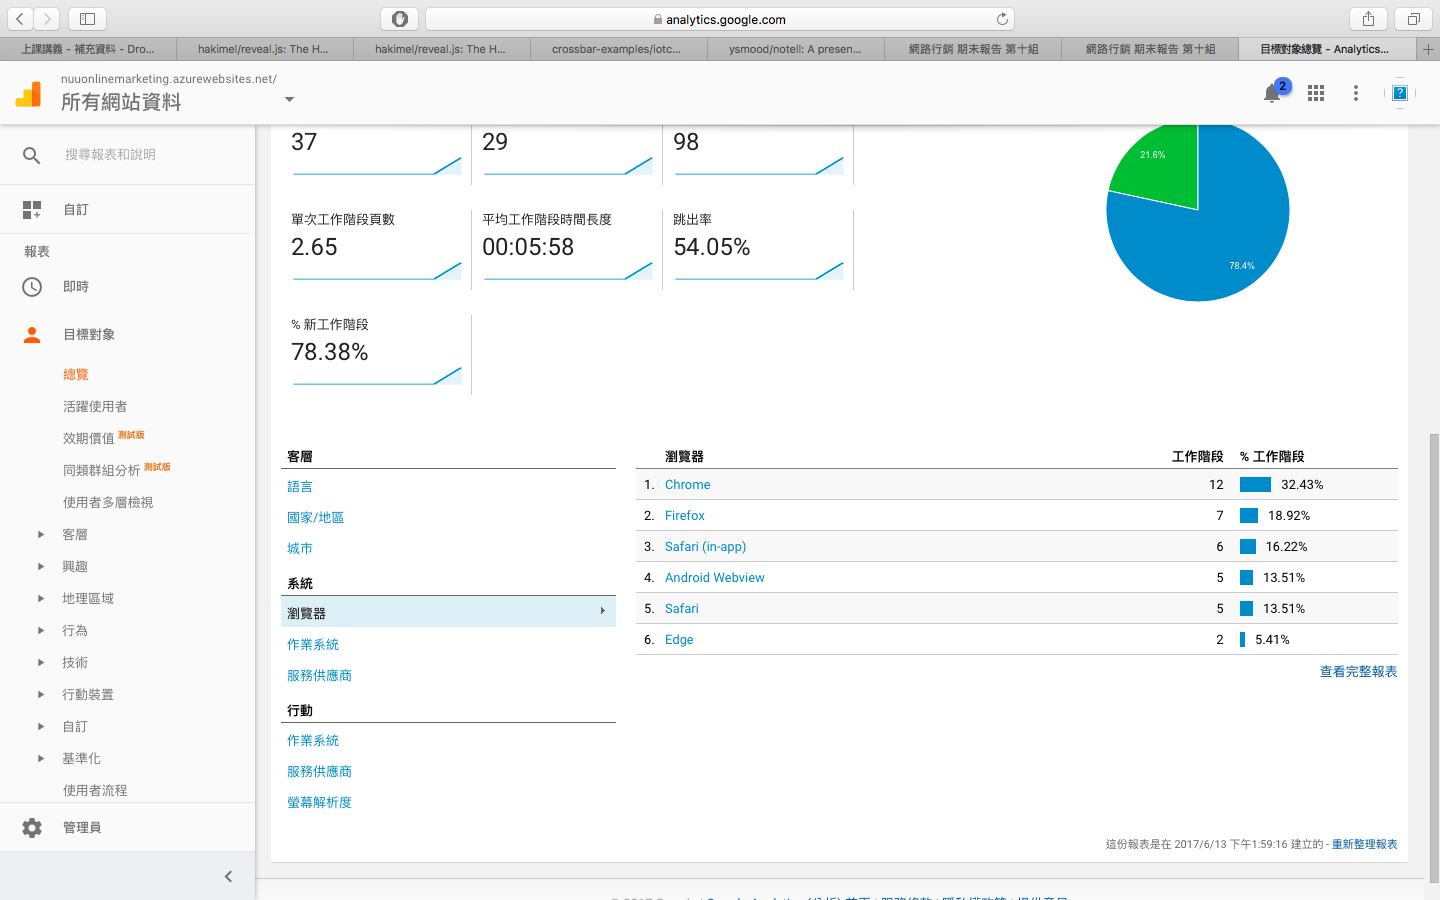 analytics.google.com
上課講義 - 補充資料 - Dro...
hakimel/reveal.js: The H...
hakimel/reveal.js: The H...
crossbar-examples/iotc...
ysmood/notell: A presen...
網路行銷 期末報告 第十組
網路行銷 期末報告 第十組
目標對象總覽 - Analytics...
nuuonlinemarketing.azurewebsites.net/
所有網站資料
2
搜尋報表和說明
自訂
報表
即時
目標對象
總覽
活躍使用者
效期價值 測試版
同類群組分析 測試版
使用者多層檢視
客層
興趣
地理區域
行為
技術
行動裝置
自訂
基準化
使用者流程
管理員
37
29
98
單次工作階段頁數
2.65
平均工作階段時間長度
00:05:58
跳出率
54.05%
% 新工作階段
78.38%
21.6%
78.4%
客層
語言
國家/地區
城市
系統
瀏覽器
作業系統
服務供應商
行動
作業系統
服務供應商
螢幕解析度
瀏覽器 工作階段 % 工作階段
1. Chrome 12 32.43%
2. Firefox 7 18.92%
3. Safari (in-app) 6 16.22%
4. Android Webview 5 13.51%
5. Safari 5 13.51%
6. Edge 2 5.41%
查看完整報表
這份報表是在 2017/6/13 下午1:59:16 建立的 - 重新整理報表